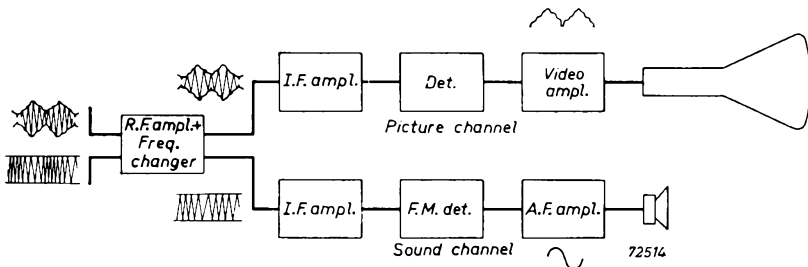 I.F. ampl.
Det.
Video
ampl.
Picture channel
R.F. ampl.+
Freq.
changer
I.F. ampl.
F.M. det.
A.F. ampl.
Sound channel
72514